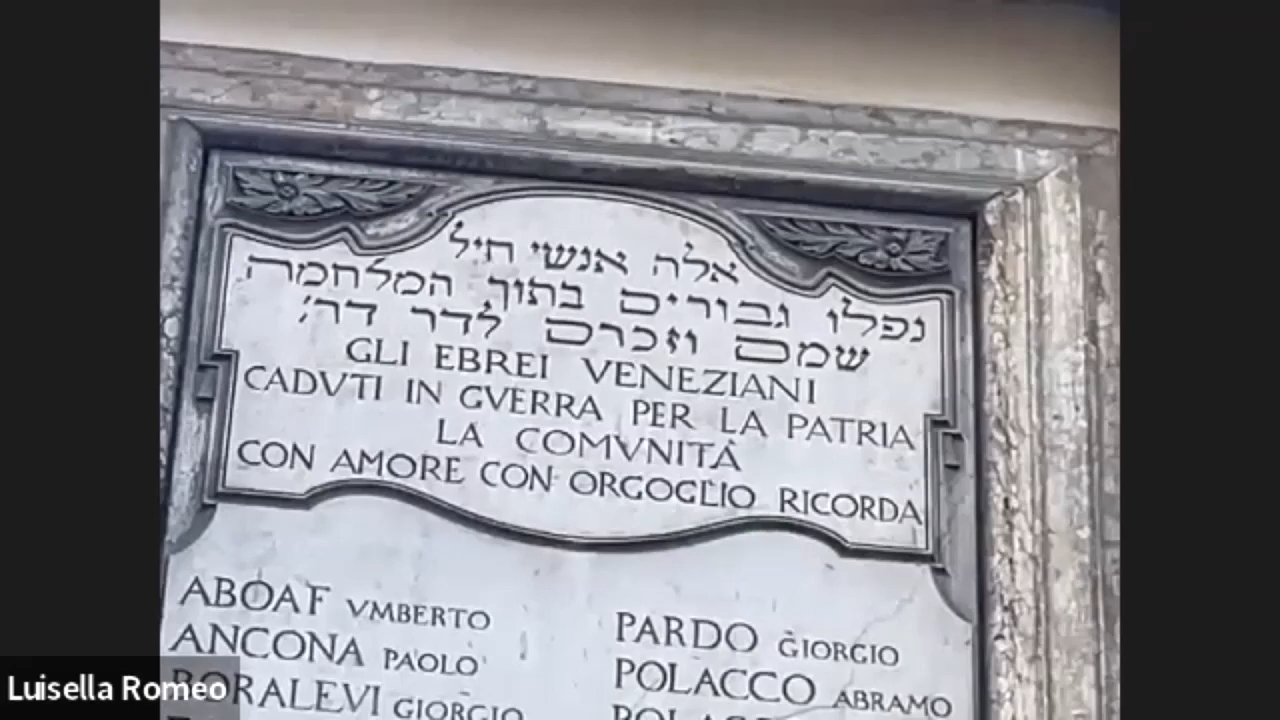 אלה אנשי חיל
נפלו גבורים בתוך המלחמה
שמם וזכרם לדר דר׳
GLI EBREI VENEZIANI
CADVTI IN GVERRA PER LA PATRIA
LA COMVNITÀ
CON AMORE CON ORGOGLIO RICORDA
ABOAF VMBERTO
ANCONA PAOLO
BORALEVI GIORGIO
PARDO GIORGIO
POLACCO ABRAMO
Luisella Romeo